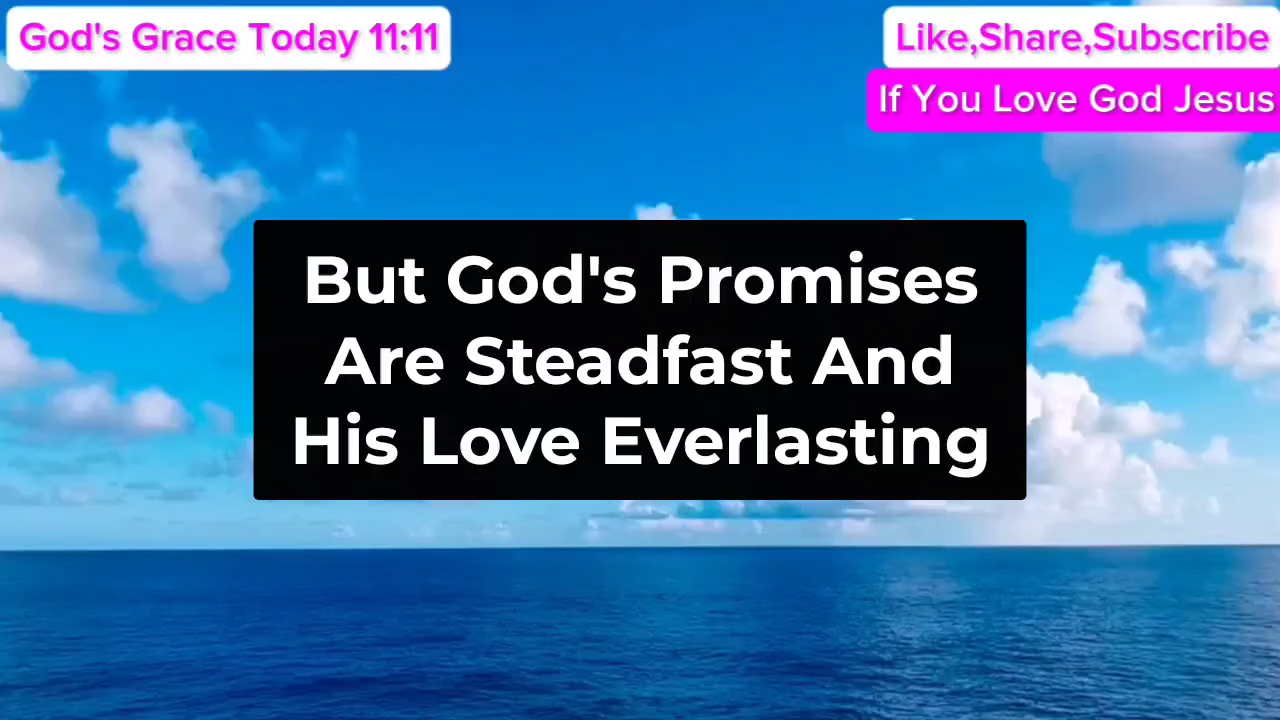 God's Grace Today 11:11
Like,Share,Subscribe
If You Love God Jesus
But God's Promises
Are Steadfast And
His Love Everlasting